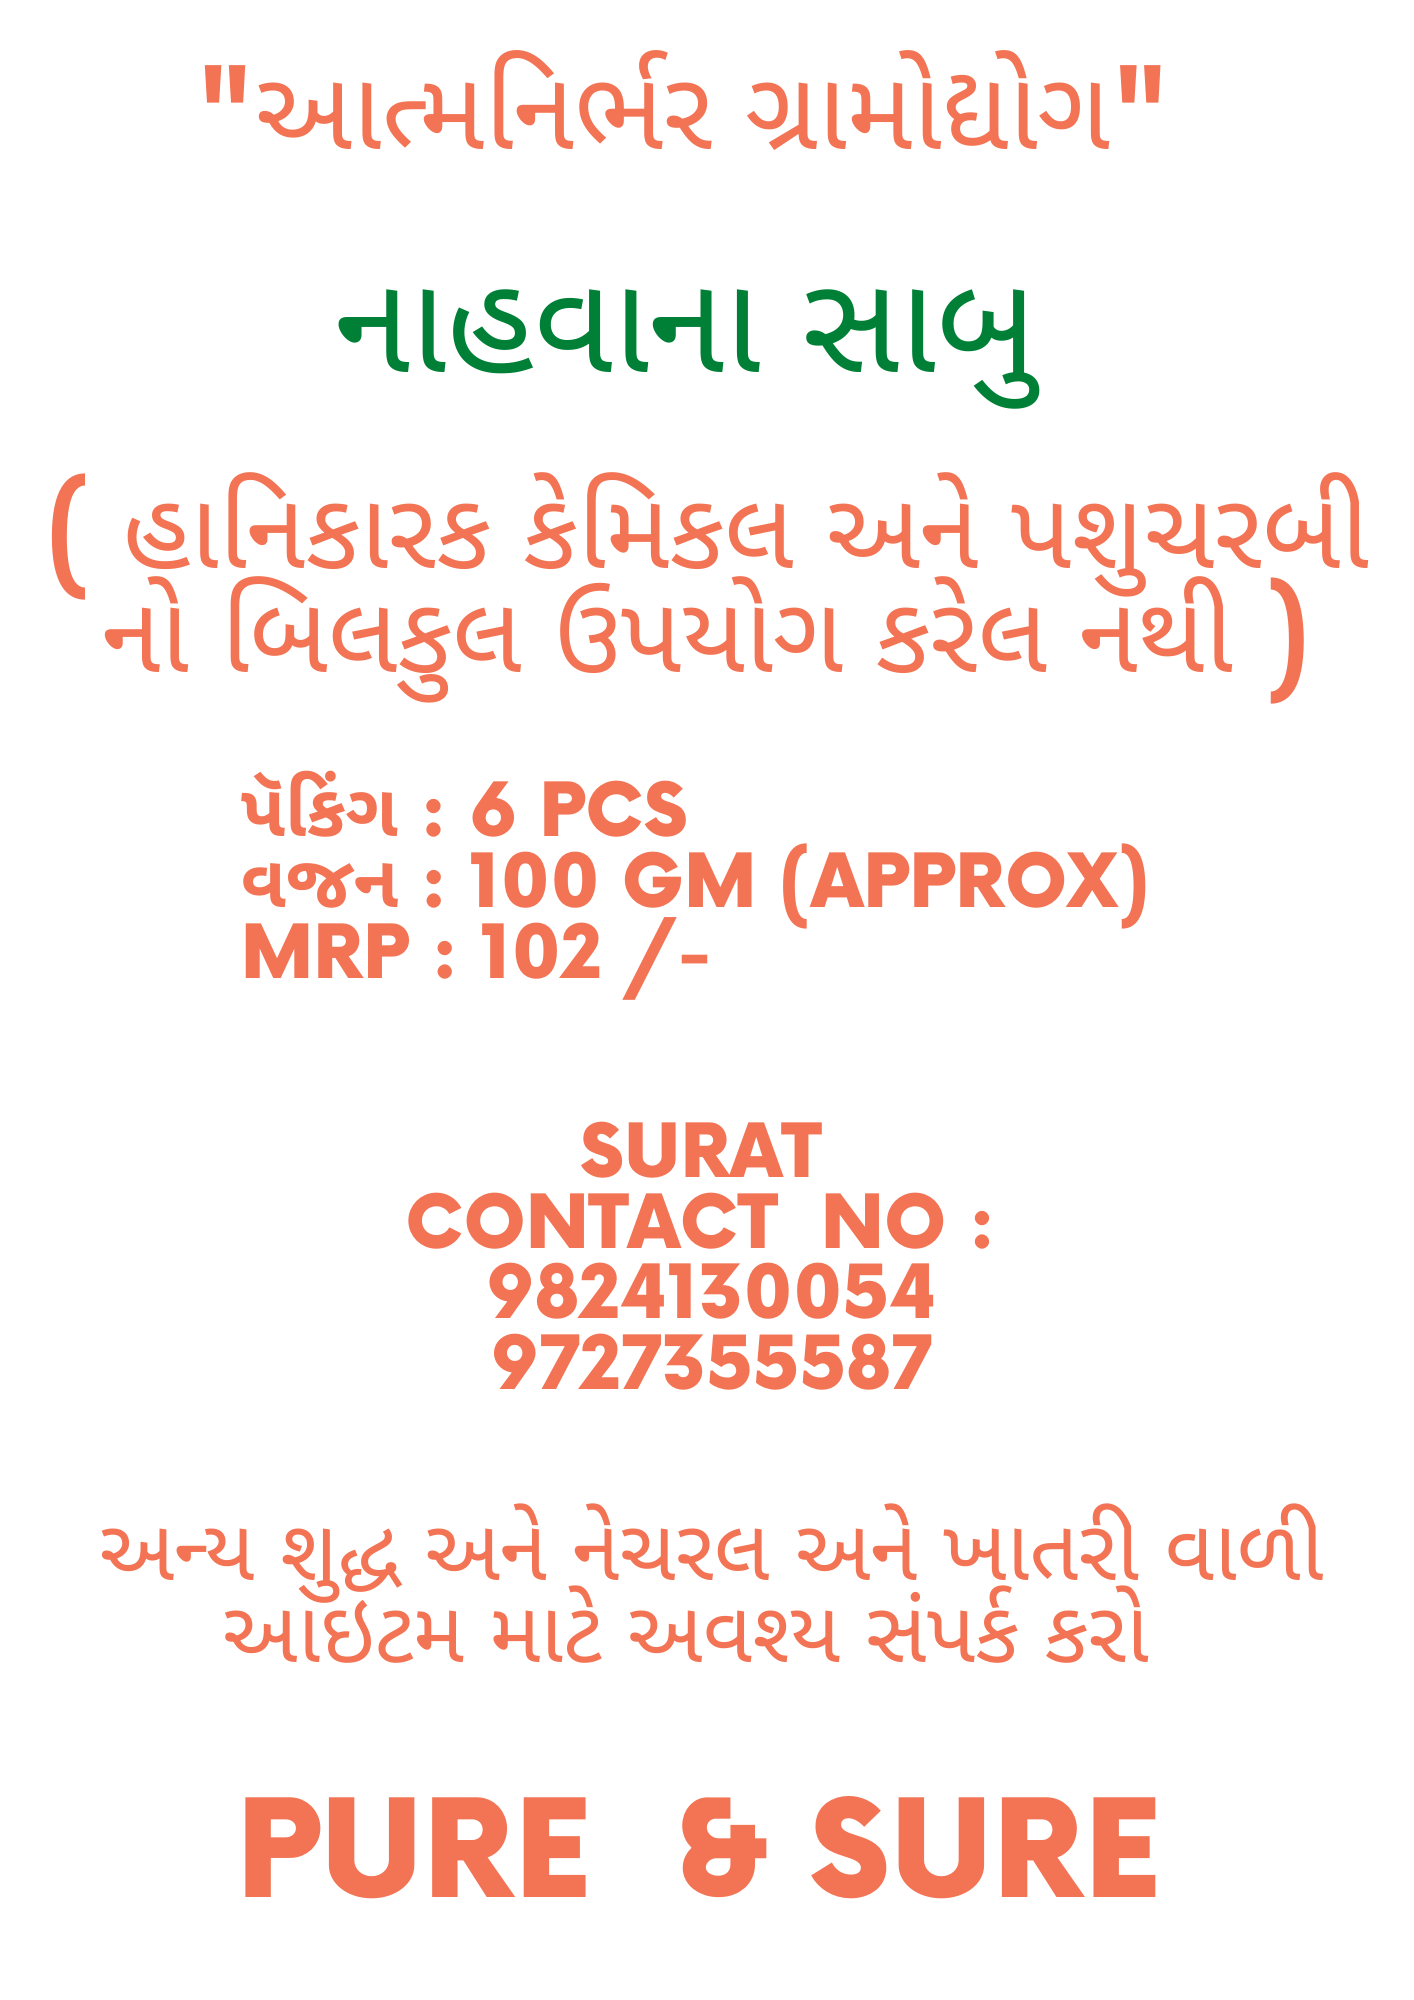 "આત્મનિર્ભર ગ્રામોદ્યોગ"
નાહવાના સાબુ
( હાનિકારક કેમિકલ અને પશુચરબી
નો બિલકુલ ઉપયોગ કરેલ નથી )
પૅકિંગ : 6 PCS
વજન : 100 GM (APPROX)
MRP : 102 /-
SURAT
CONTACT NO :
9824130054
9727355587
અન્ય શુદ્ધ અને નેચરલ અને ખાતરી વાળી
આઇટમ માટે અવશ્ય સંપર્ક કરો
PURE & SURE